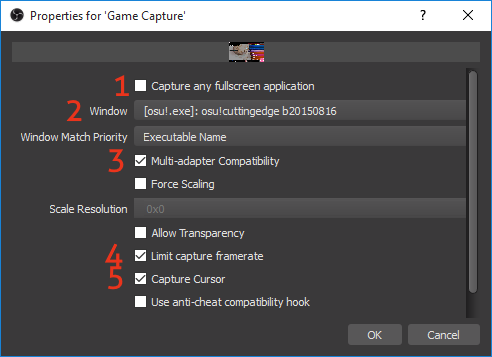 Properties for 'Game Capture'
?
1 Capture any fullscreen application
2 Window [osu!.exe]: osu!cuttingedge b20150816
Window Match Priority Executable Name
3 Multi-adapter Compatibility
Force Scaling
Scale Resolution 0x0
Allow Transparency
4 Limit capture framerate
5 Capture Cursor
Use anti-cheat compatibility hook
OK Cancel